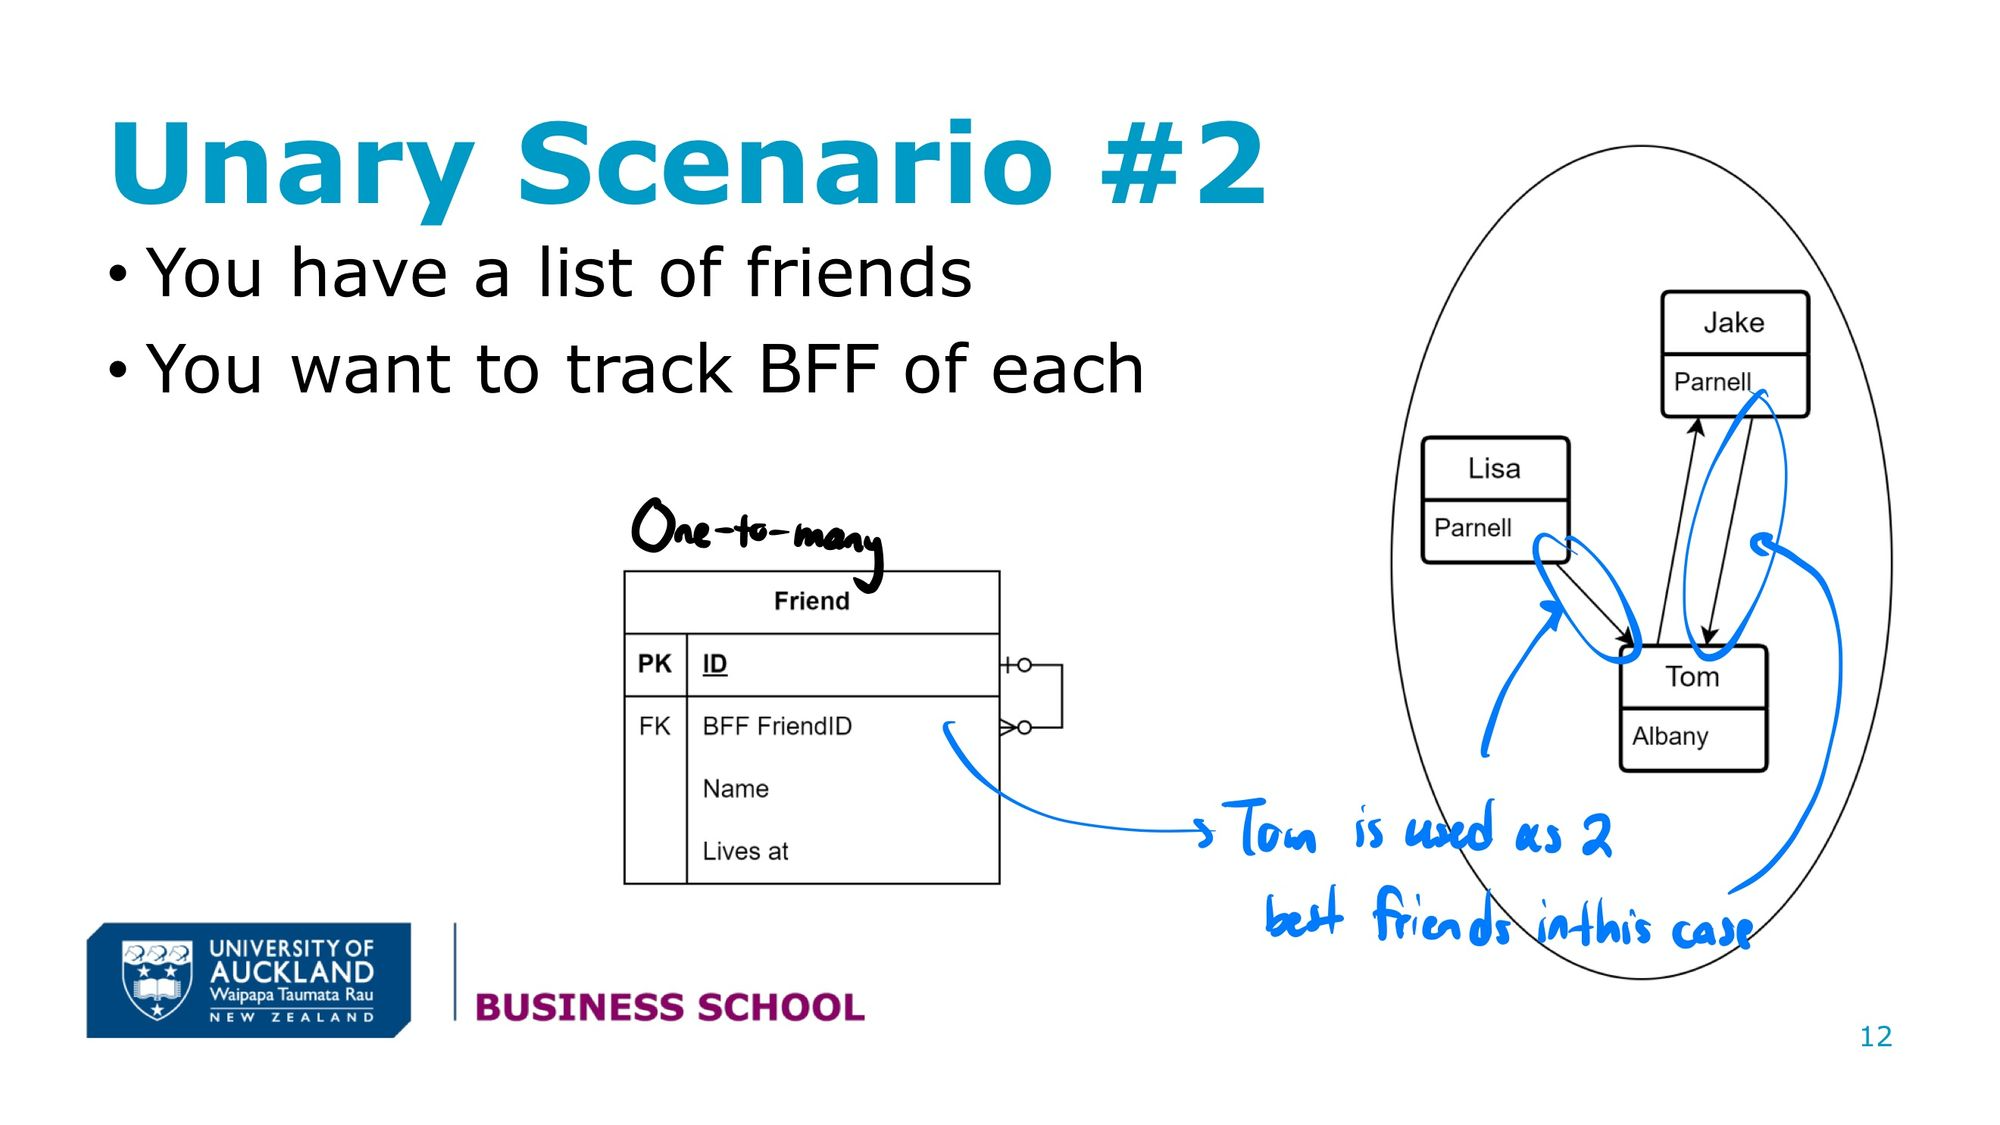 Unary Scenario #2
• You have a list of friends
• You want to track BFF of each
One-to-many
Friend
PK ID
FK BFF FriendID
Name
Lives at
Jake
Parnell
Lisa
Parnell
Tom
Albany
Tom is used as 2
best friends in this case
UNIVERSITY OF
AUCKLAND
Waipapa Taumata Rau
NEW ZEALAND
BUSINESS SCHOOL
12